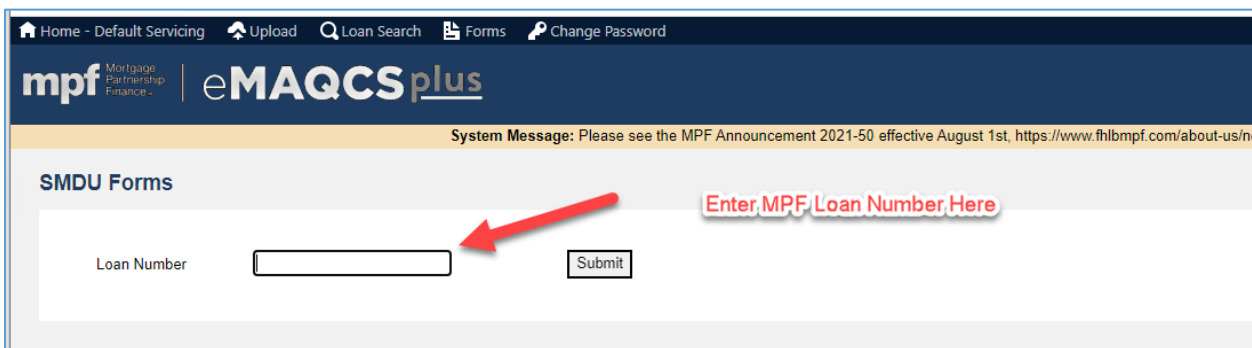 Home - Default Servicing Upload Loan Search Forms Change Password
mpf Mortgage Partnership Finance | eMAQCS plus
System Message: Please see the MPF Announcement 2021-50 effective August 1st, https://www.fhlbmpf.com/about-us/n
SMDU Forms
Enter MPF Loan Number Here
Loan Number Submit